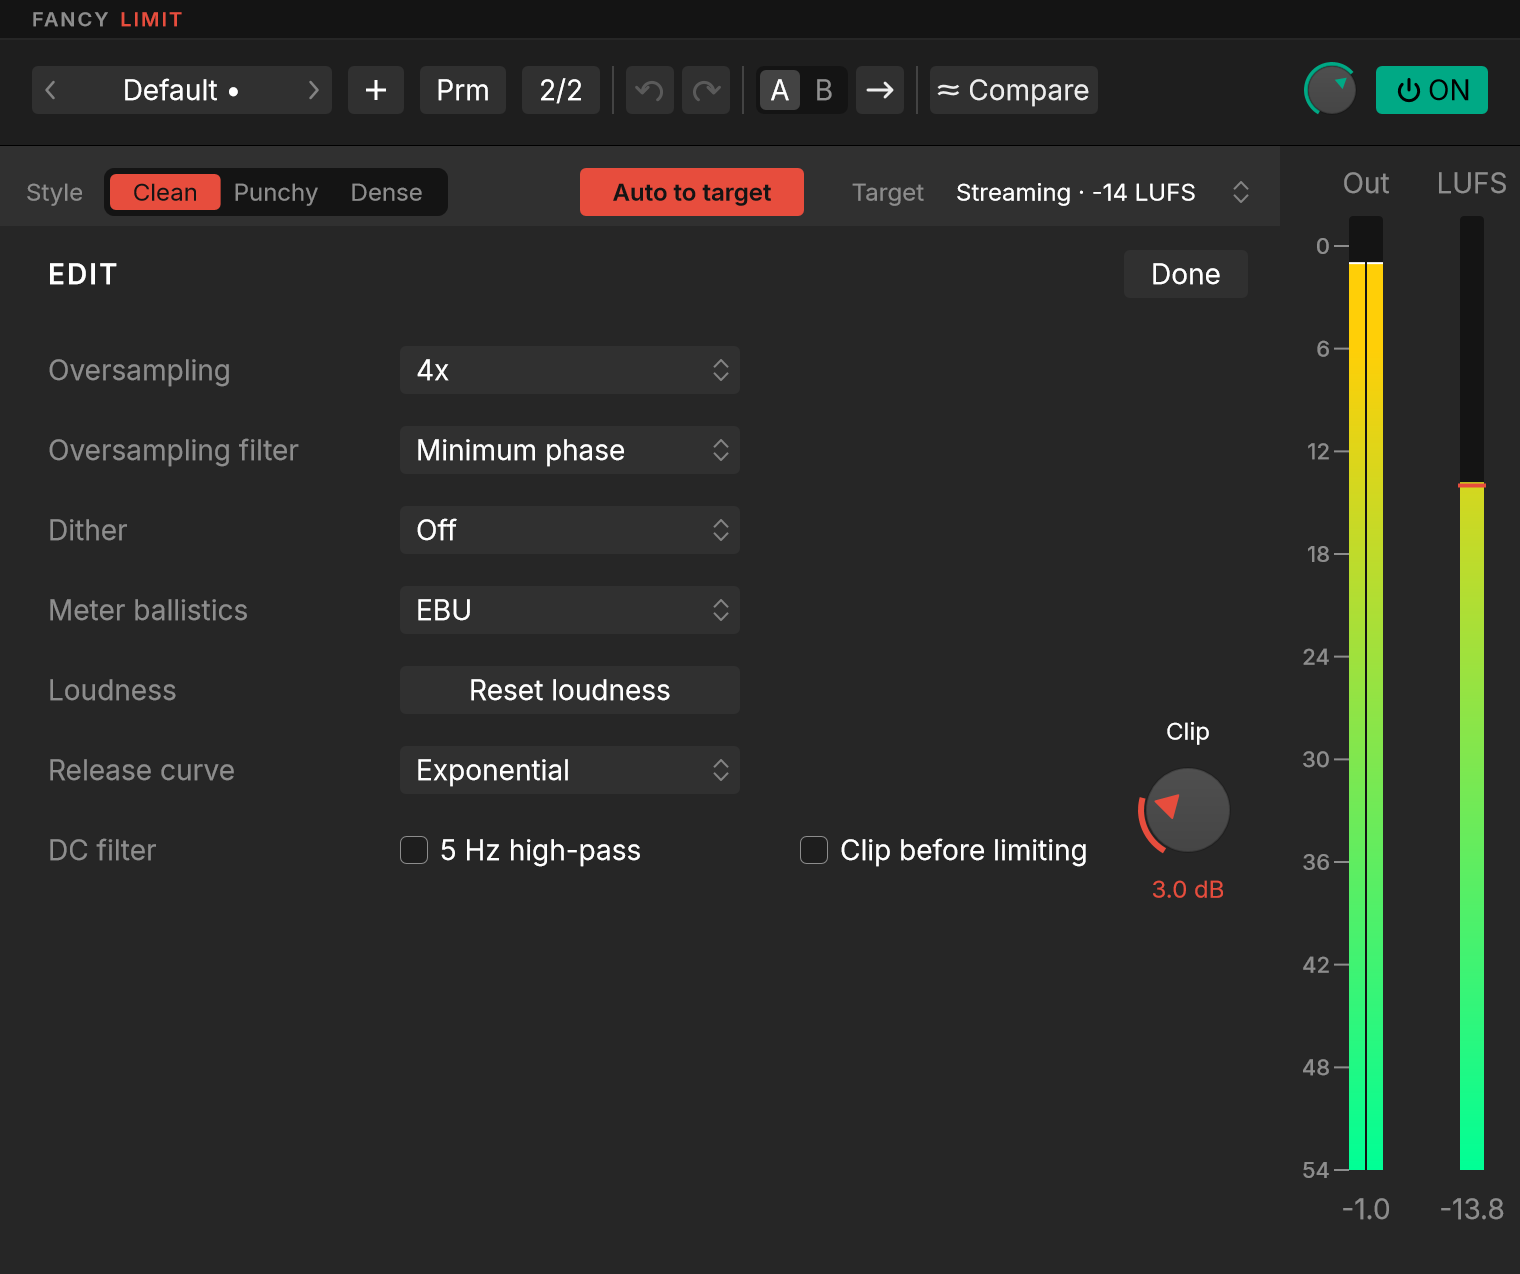 FANCY LIMIT
Default •
+
Prm
2/2
A
B
→
≈ Compare
ON
Style
Clean
Punchy
Dense
Auto to target
Target
Streaming · -14 LUFS
Out
LUFS
EDIT
Done
Oversampling
4x
Oversampling filter
Minimum phase
Dither
Off
Meter ballistics
EBU
Loudness
Reset loudness
Release curve
Exponential
DC filter
5 Hz high-pass
Clip before limiting
Clip
3.0 dB
0
6
12
18
24
30
36
42
48
54
-1.0
-13.8